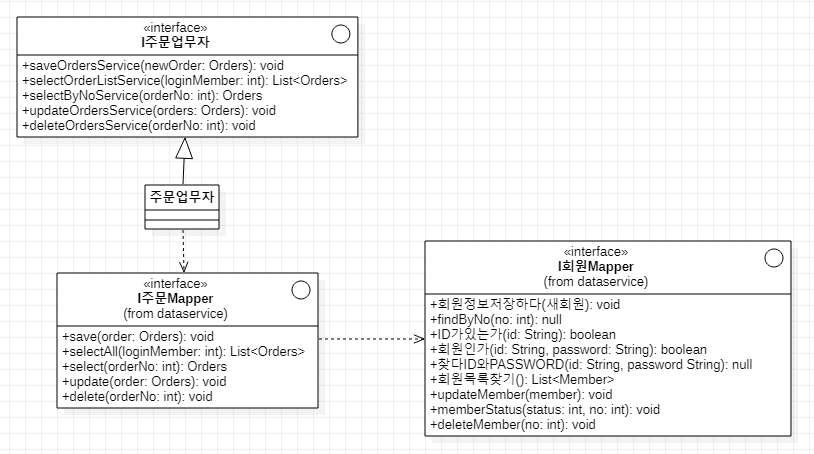 «interface»
I주문업무자
+saveOrdersService(newOrder: Orders): void
+selectOrderListService(loginMember: int): List<Orders>
+selectByNoService(orderNo: int): Orders
+updateOrdersService(orders: Orders): void
+deleteOrdersService(orderNo: int): void
주문업무자
«interface»
I주문Mapper
(from dataservice)
+save(order: Orders): void
+selectAll(loginMember: int): List<Orders>
+select(orderNo: int): Orders
+update(order: Orders): void
+delete(orderNo: int): void
«interface»
I회원Mapper
(from dataservice)
+회원정보저장하다(새회원): void
+findByNo(no: int): null
+ID가있는가(id: String): boolean
+회원인가(id: String, password: String): boolean
+찾다ID와PASSWORD(id: String, password String): null
+회원목록찾기(): List<Member>
+updateMember(member): void
+memberStatus(status: int, no: int): void
+deleteMember(no: int): void